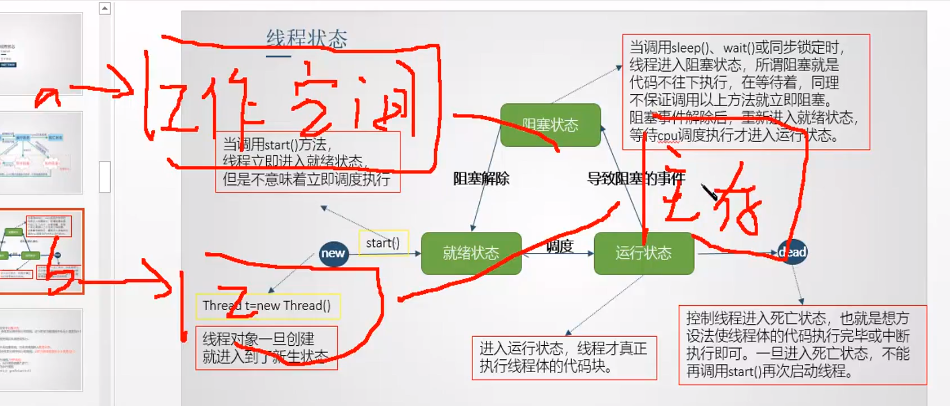 线程状态
a
工作空间
当调用sleep()、wait()或同步锁定时，
线程进入阻塞状态，所谓阻塞就是
代码不往下执行，在等待着，同理
不保证调用以上方法就立即阻塞。
阻塞事件解除后，重新进入就绪状态，
等待cpu调度执行才进入运行状态。
阻塞状态
当调用start()方法，
线程立即进入就绪状态，
但是不意味着立即调度执行
阻塞解除
导致阻塞的事件
主存
new
start()
就绪状态
调度
运行状态
dead
b
工
Thread t=new Thread()
线程对象一旦创建
就进入到了新生状态
进入运行状态，线程才真正
执行线程体的代码块。
控制线程进入死亡状态，也就是想方
设法使线程体的代码执行完毕或中断
执行即可。一旦进入死亡状态，不能
再调用start()再次启动线程。